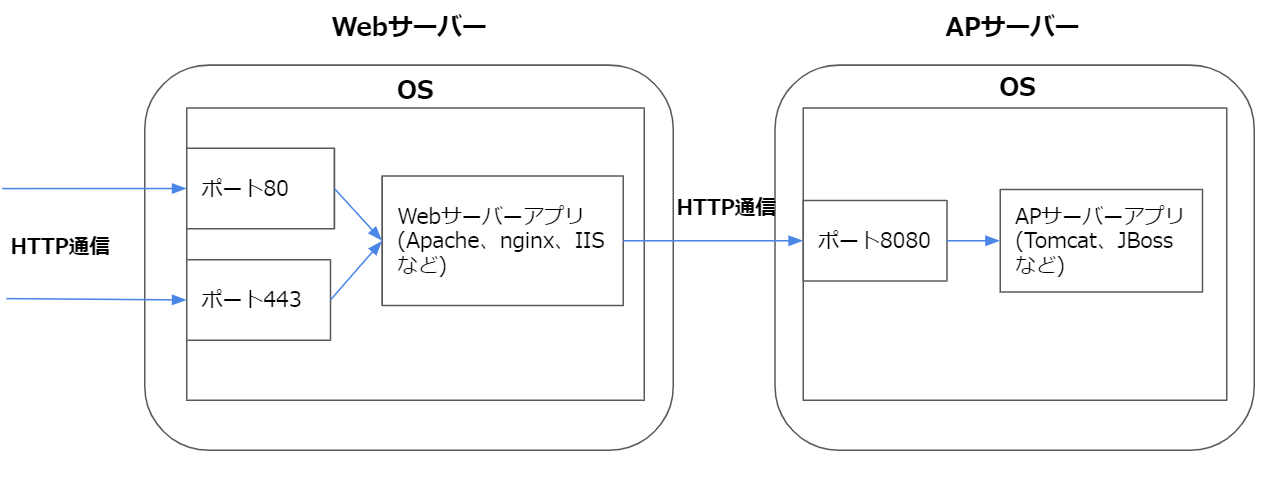 Webサーバー
APサーバー
OS
OS
ポート80
Webサーバーアプリ
(Apache、nginx、IIS
など)
HTTP通信
ポート443
HTTP通信
ポート8080
APサーバーアプリ
(Tomcat、JBoss
など)